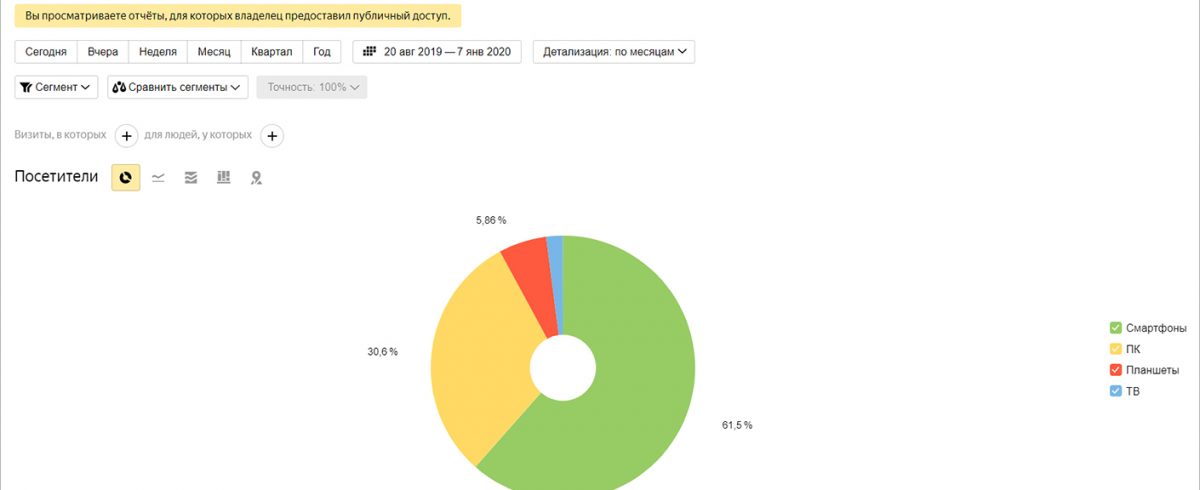 Вы просматриваете отчёты, для которых владелец предоставил публичный доступ.
Сегодня Вчера Неделя Месяц Квартал Год 20 авг 2019 — 7 янв 2020 Детализация: по месяцам
Сегмент Сравнить сегменты Точность: 100%
Визиты, в которых + для людей, у которых +
Посетители
5,86 %
30,6 %
61,5 %
Смартфоны
ПК
Планшеты
ТВ